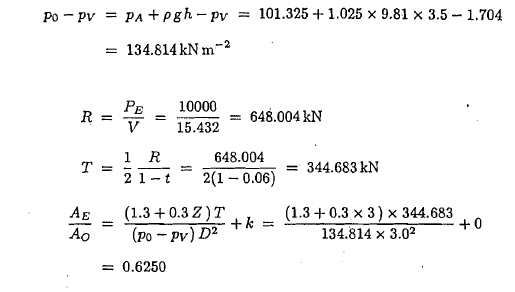 p₀ − p_V = p_A + ρgh − p_V = 101.325 + 1.025 × 9.81 × 3.5 − 1.704
= 134.814 kN m⁻²
R = P_E / V = 10000 / 15.432 = 648.004 kN
T = 1/2 R/(1 − t) = 648.004 / 2(1 − 0.06) = 344.683 kN
A_E / A_O = (1.3 + 0.3 Z) T / (p₀ − p_V) D² + k = (1.3 + 0.3 × 3) × 344.683 / 134.814 × 3.0² + 0
= 0.6250